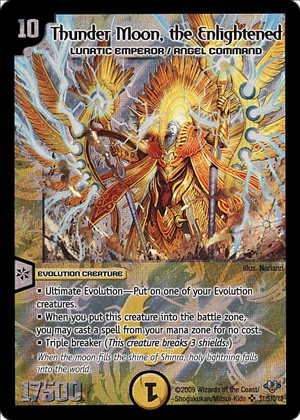 10
Thunder Moon, the Enlightened
LUNATIC EMPEROR / ANGEL COMMAND
Illus. Nariann
EVOLUTION CREATURE
• Ultimate Evolution—Put on one of your Evolution
creatures.
• When you put this creature into the battle zone,
you may cast a spell from your mana zone for no cost.
• Triple breaker (This creature breaks 3 shields.)
When the moon fills the shine of Shinra, holy lightning falls
into the world.
17500
1
©2009 Wizards of the Coast/
Shogakukan/Mitsui-Kids